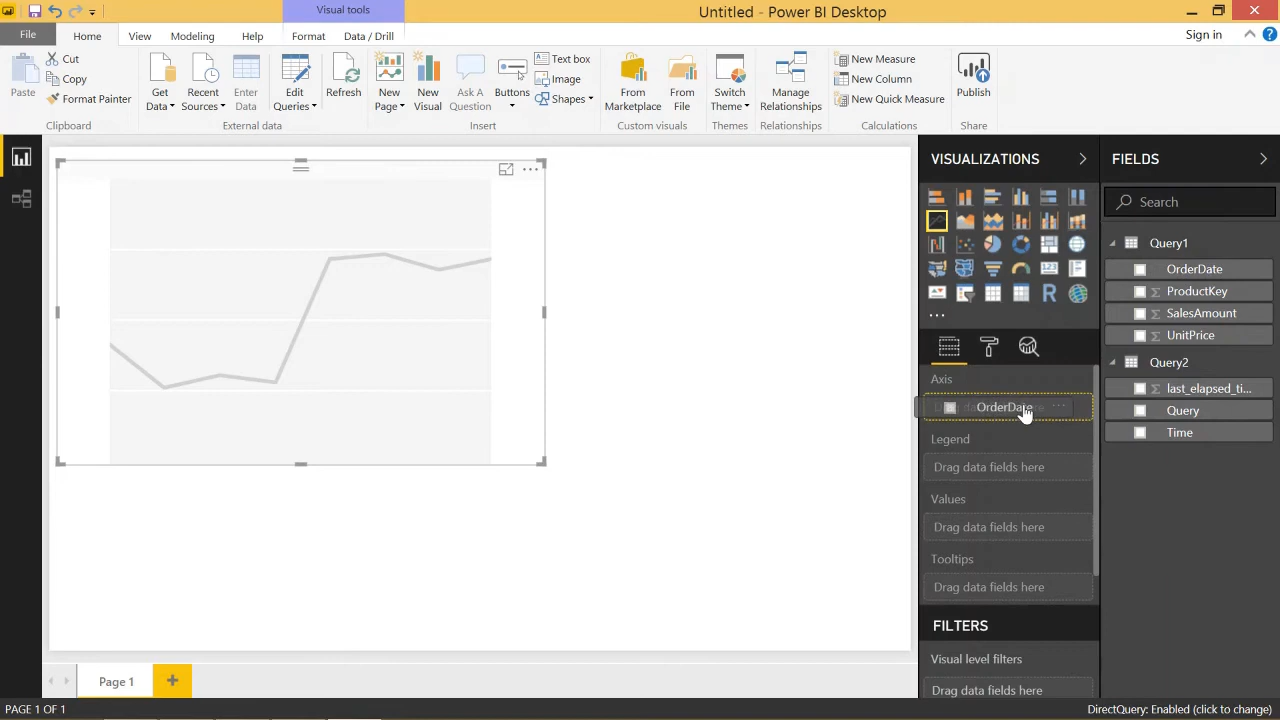 Visual tools
Untitled - Power BI Desktop
File
Home
View
Modeling
Help
Format
Data / Drill
Sign in
Paste
Cut
Copy
Format Painter
Clipboard
Get Data
Recent Sources
Enter Data
Edit Queries
Refresh
External data
New Page
New Visual
Ask A Question
Buttons
Text box
Image
Shapes
Insert
From Marketplace
From File
Custom visuals
Switch Theme
Themes
Manage Relationships
Relationships
New Measure
New Column
New Quick Measure
Calculations
Publish
Share
VISUALIZATIONS
R
Axis
OrderDate
Legend
Drag data fields here
Values
Drag data fields here
Tooltips
Drag data fields here
FILTERS
Visual level filters
Drag data fields here
FIELDS
Search
Query1
OrderDate
ProductKey
SalesAmount
UnitPrice
Query2
last_elapsed_ti...
Query
Time
Page 1
PAGE 1 OF 1
DirectQuery: Enabled (click to change)